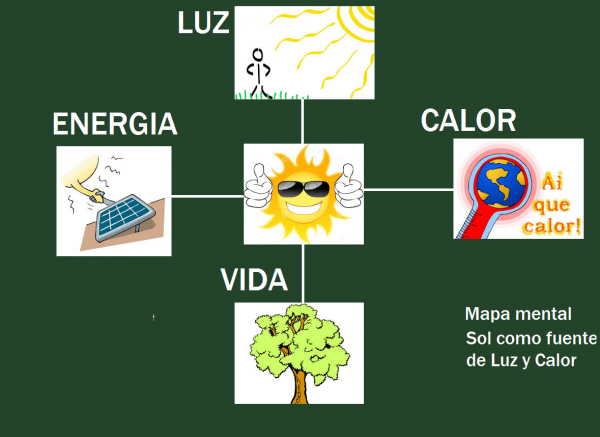 LUZ
ENERGIA
CALOR
Ai
que
calor!
VIDA
Mapa mental
Sol como fuente
de Luz y Calor